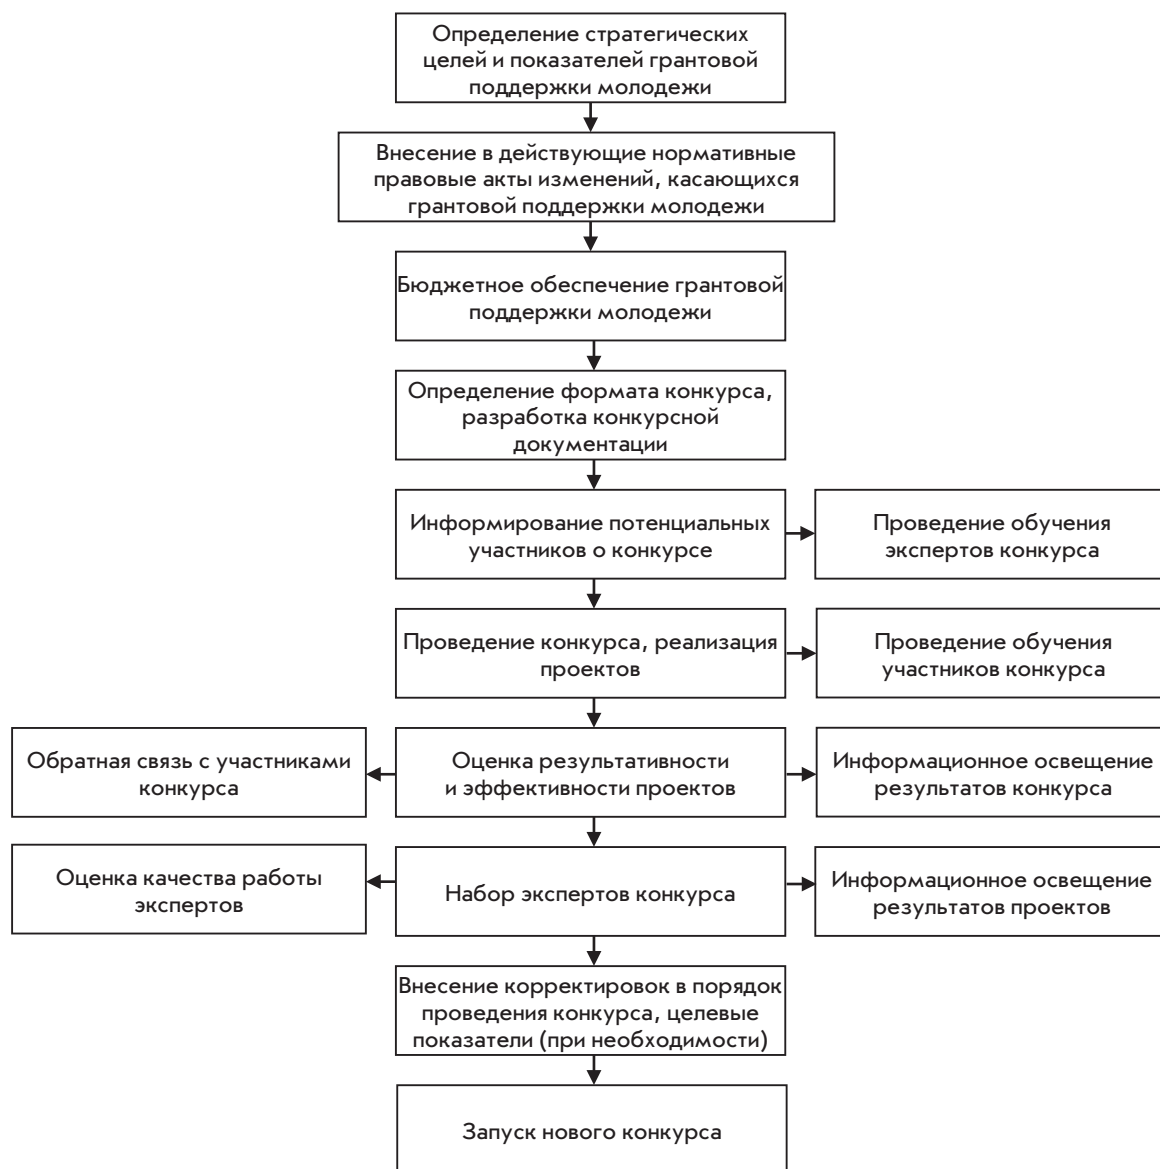 Определение стратегических
целей и показателей грантовой
поддержки молодежи
Внесение в действующие нормативные
правовые акты изменений, касающихся
грантовой поддержки молодежи
Бюджетное обеспечение грантовой
поддержки молодежи
Определение формата конкурса,
разработка конкурсной
документации
Информирование потенциальных
участников о конкурсе
Проведение обучения
экспертов конкурса
Проведение конкурса, реализация
проектов
Проведение обучения
участников конкурса
Обратная связь с участниками
конкурса
Оценка результативности
и эффективности проектов
Информационное освещение
результатов конкурса
Оценка качества работы
экспертов
Набор экспертов конкурса
Информационное освещение
результатов проектов
Внесение корректировок в порядок
проведения конкурса, целевые
показатели (при необходимости)
Запуск нового конкурса